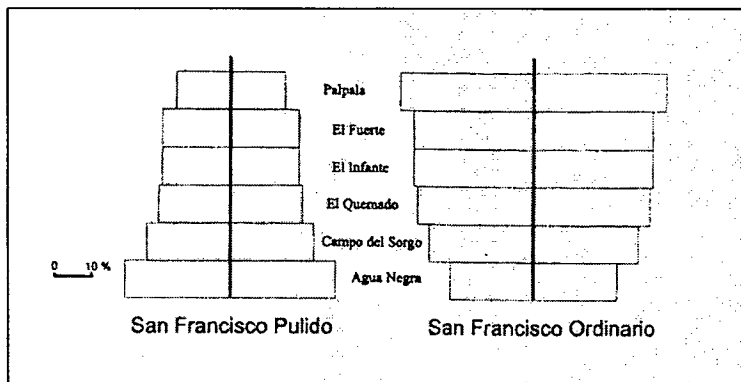 Palpala
El Fuerte
El Infante
El Quemado
Campo del Sorgo
Agua Negra
0 10 %
San Francisco Pulido
San Francisco Ordinario